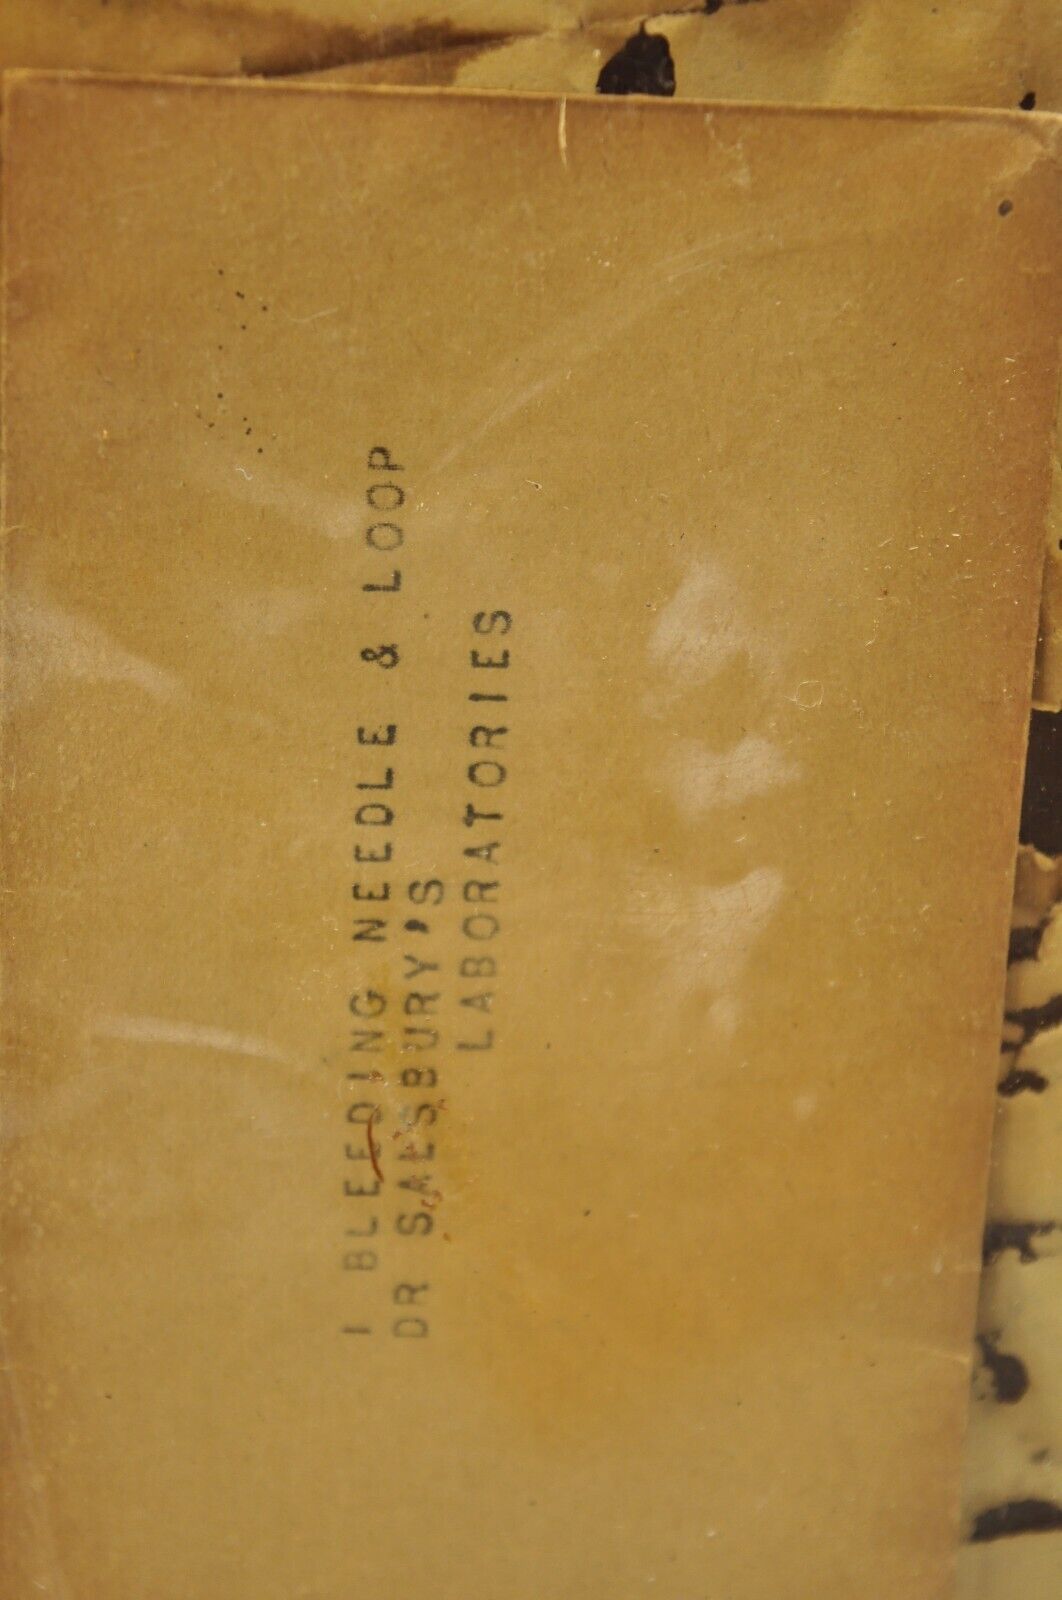 1 BLEEDING NEEDLE & LOOP
DR SALSBURY'S
LABORATORIES